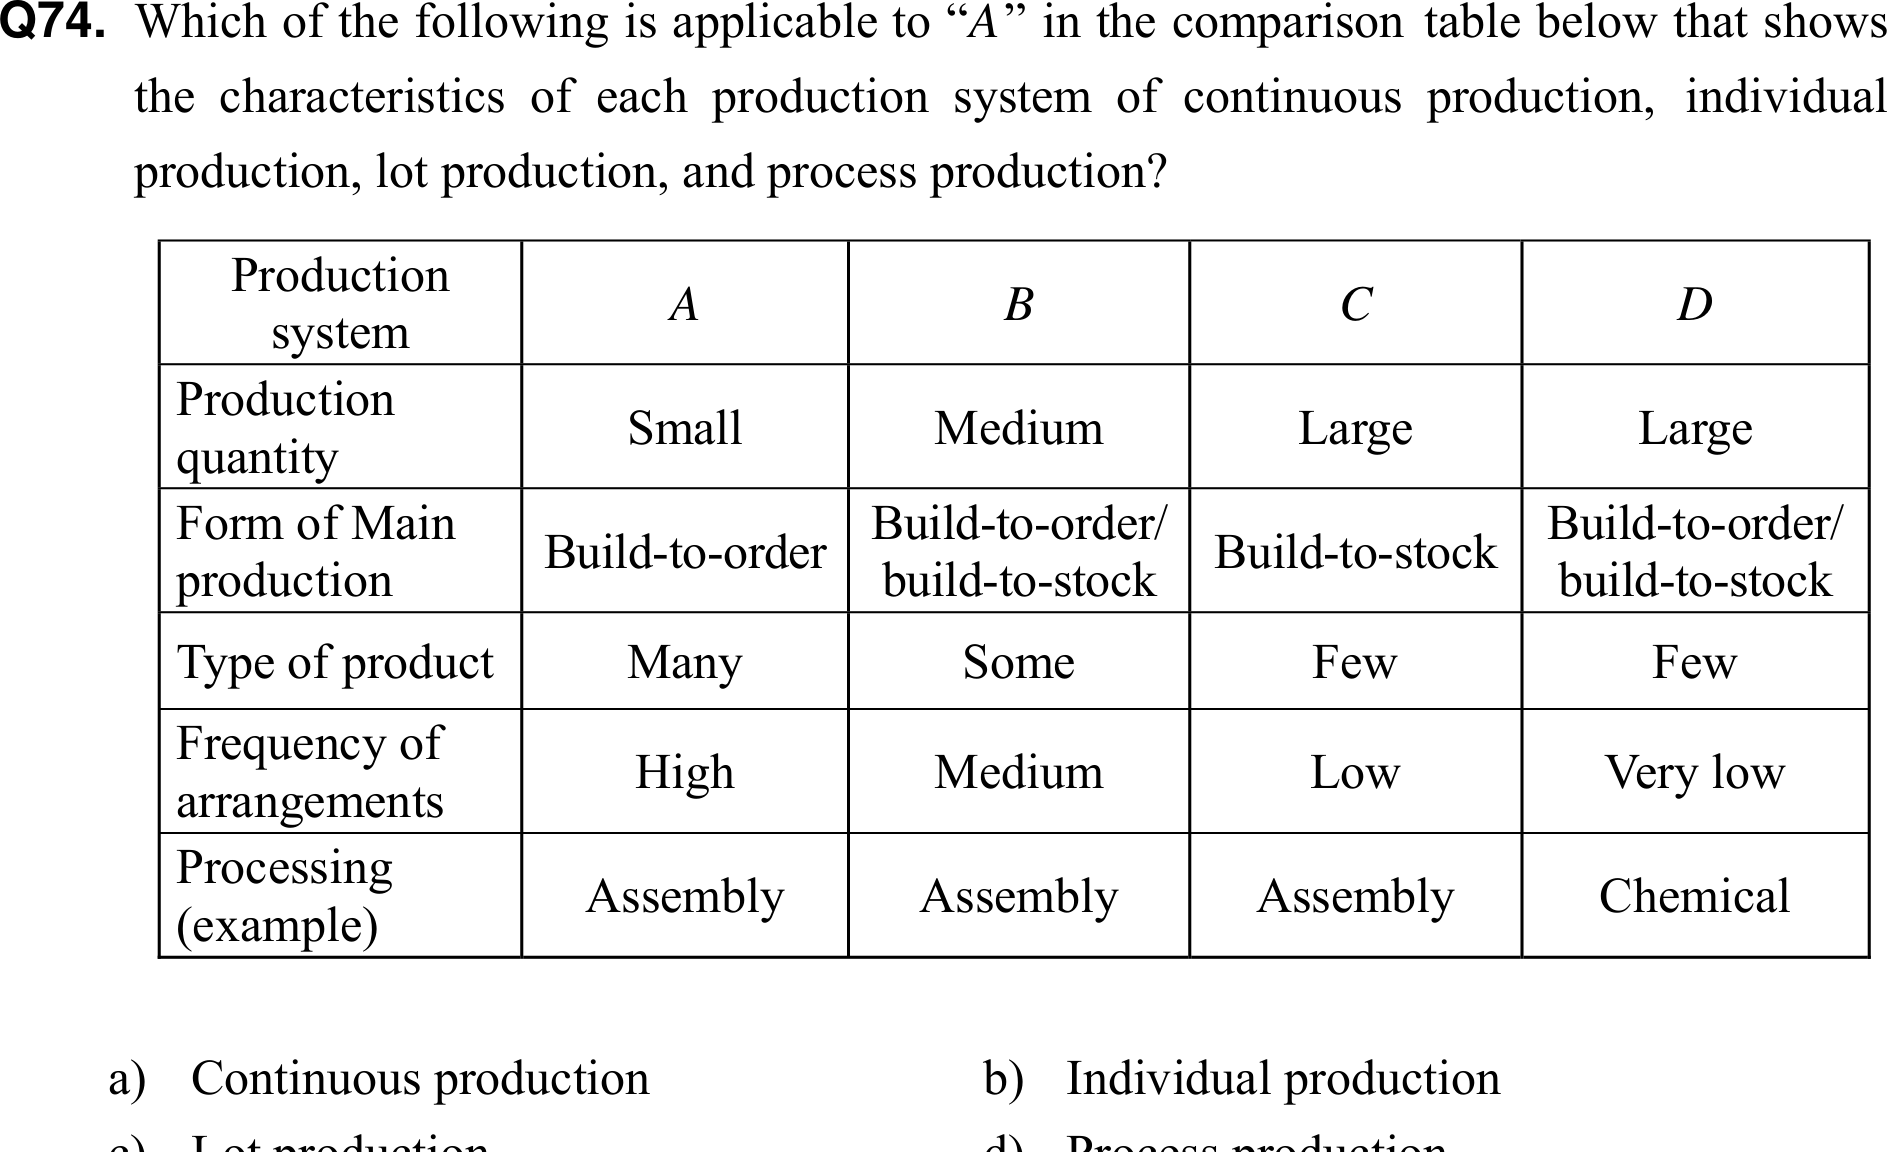 Q74. Which of the following is applicable to “A” in the comparison table below that shows
the characteristics of each production system of continuous production, individual
production, lot production, and process production?
Production system A B C D
Production quantity Small Medium Large Large
Form of Main production Build-to-order Build-to-order/ build-to-stock Build-to-stock Build-to-order/ build-to-stock
Type of product Many Some Few Few
Frequency of arrangements High Medium Low Very low
Processing (example) Assembly Assembly Assembly Chemical
a) Continuous production b) Individual production
c) Lot production d) Process production